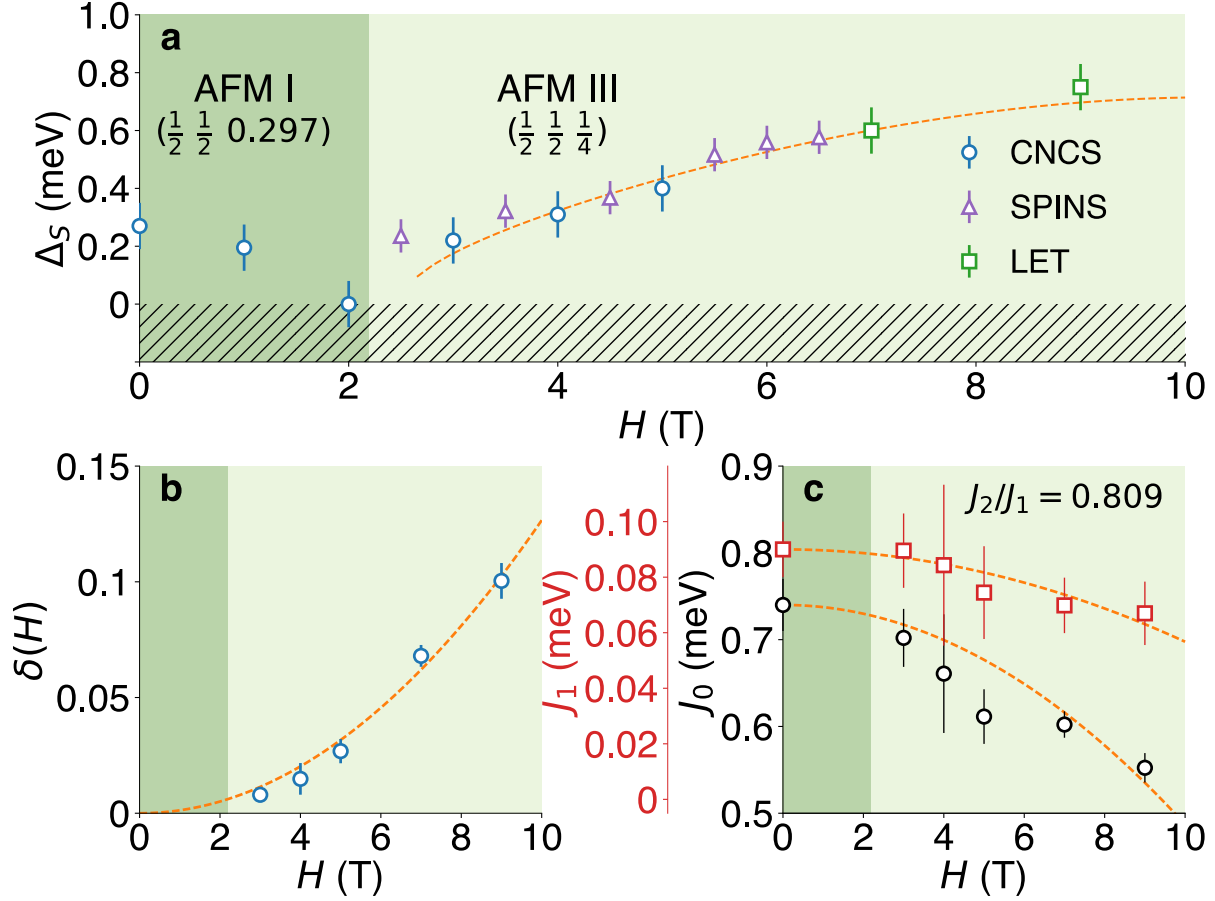 a
1.0
0.8
0.6
0.4
0.2
0
Δ_S (meV)
AFM I
(1/2 1/2 0.297)
AFM III
(1/2 1/2 1/4)
CNCS
SPINS
LET
0 2 4 6 8 10
H (T)
b
0.15
0.1
0.05
0
δ(H)
0 2 4 6 8 10
H (T)
0.10
0.08
0.06
0.04
0.02
0
J_1 (meV)
c
J_2/J_1 = 0.809
0.9
0.8
0.7
0.6
0.5
J_0 (meV)
0 2 4 6 8 10
H (T)